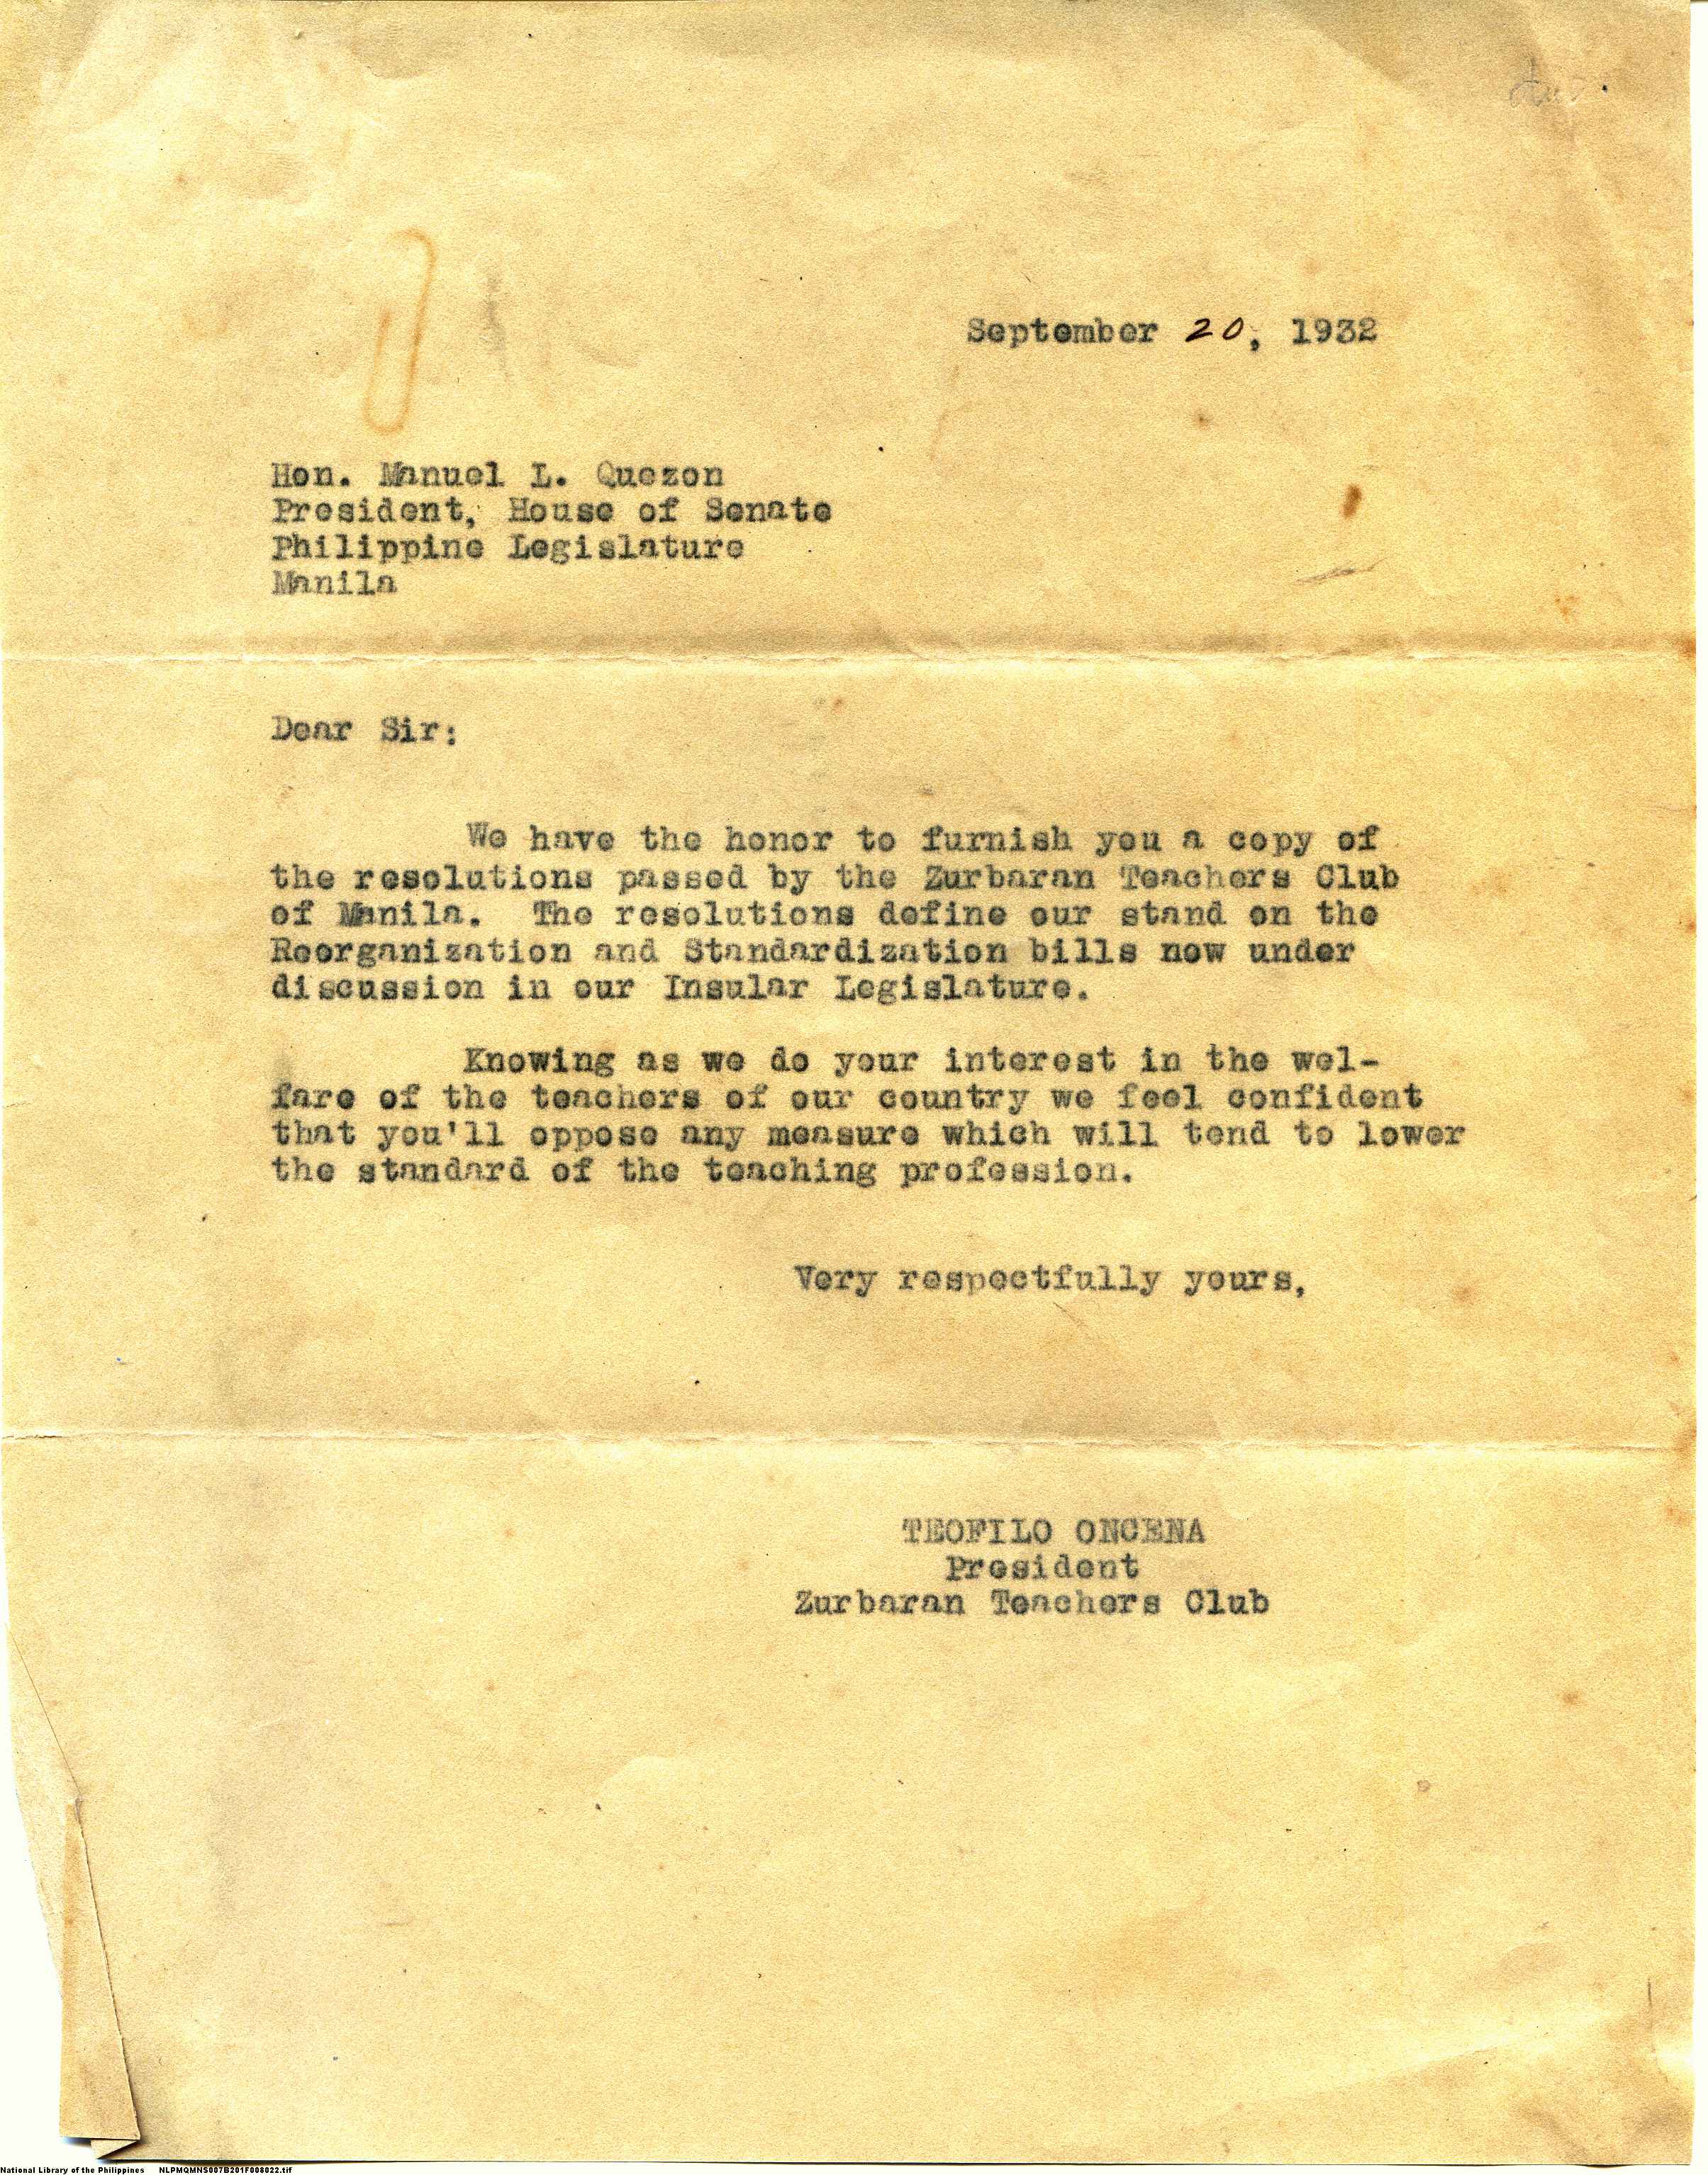 September 20, 1932
Hon. Manuel L. Quezon
President, House of Senate
Philippine Legislature
Manila
Dear Sir:
We have the honor to furnish you a copy of
the resolutions passed by the Zurbaran Teachers Club
of Manila. The resolutions define our stand on the
Reorganization and Standardization bills now under
discussion in our Insular Legislature.
Knowing as we do your interest in the wel-
fare of the teachers of our country we feel confident
that you'll oppose any measure which will tend to lower
the standard of the teaching profession.
Very respectfully yours,
TEOFILO ONCENA
President
Zurbaran Teachers Club
National Library of the Philippines NLPMQMNS007B201F008022.tif